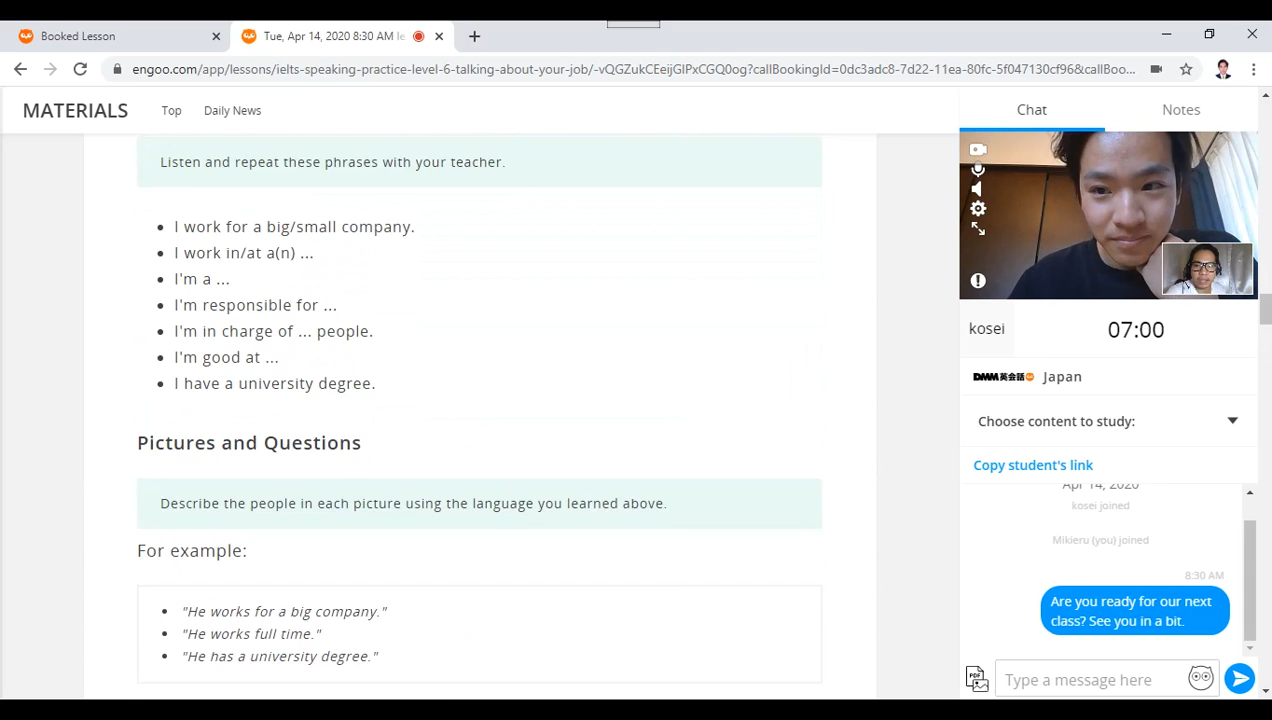 Booked Lesson
Tue, Apr 14, 2020 8:30 AM le
engoo.com/app/lessons/ielts-speaking-practice-level-6-talking-about-your-job/-vQGZukCEeijGlPxCGQ0og?callBookingId=0dc3adc8-7d22-11ea-80fc-5f047130cf96&callBoo...
MATERIALS
Top
Daily News
Listen and repeat these phrases with your teacher.
• I work for a big/small company.
• I work in/at a(n) ...
• I'm a ...
• I'm responsible for ...
• I'm in charge of ... people.
• I'm good at ...
• I have a university degree.
Pictures and Questions
Describe the people in each picture using the language you learned above.
For example:
• "He works for a big company."
• "He works full time."
• "He has a university degree."
Chat
Notes
kosei
07:00
DMM英会話
Japan
Choose content to study:
Copy student's link
Apr 14, 2020
kosei joined
Mikieru (you) joined
8:30 AM
Are you ready for our next
class? See you in a bit.
PDF
Type a message here